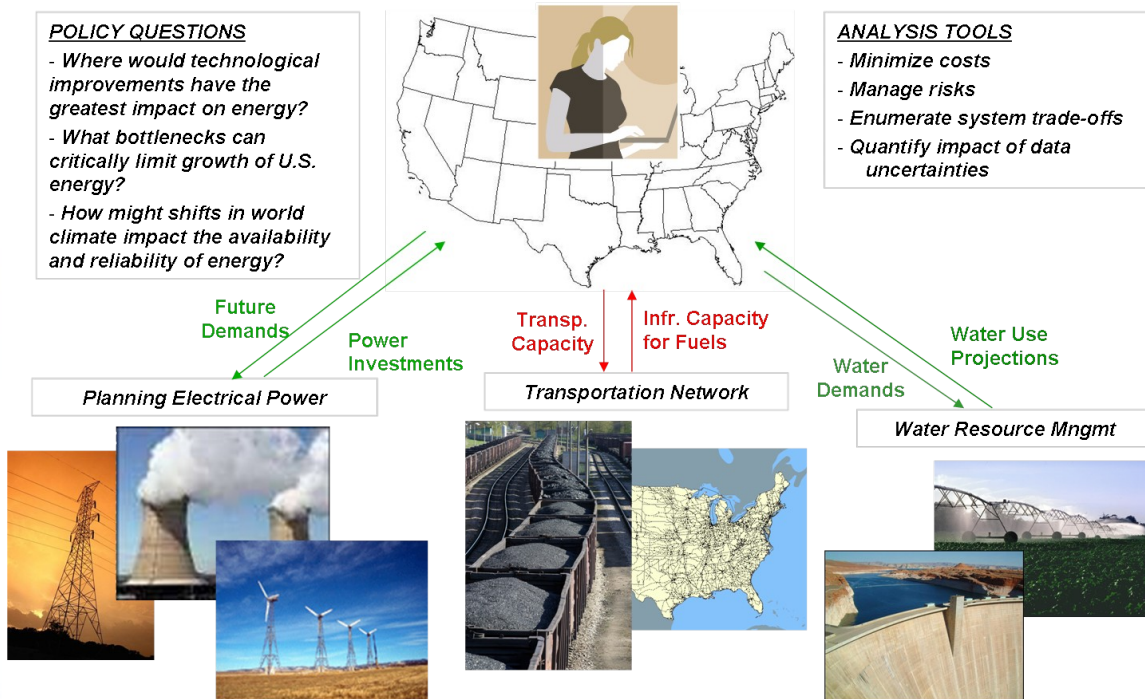 POLICY QUESTIONS
- Where would technological
improvements have the
greatest impact on energy?
- What bottlenecks can
critically limit growth of U.S.
energy?
- How might shifts in world
climate impact the availability
and reliability of energy?
ANALYSIS TOOLS
- Minimize costs
- Manage risks
- Enumerate system trade-offs
- Quantify impact of data
uncertainties
Future
Demands
Power
Investments
Transp.
Capacity
Infr. Capacity
for Fuels
Water Use
Projections
Water
Demands
Planning Electrical Power
Transportation Network
Water Resource Mngmt